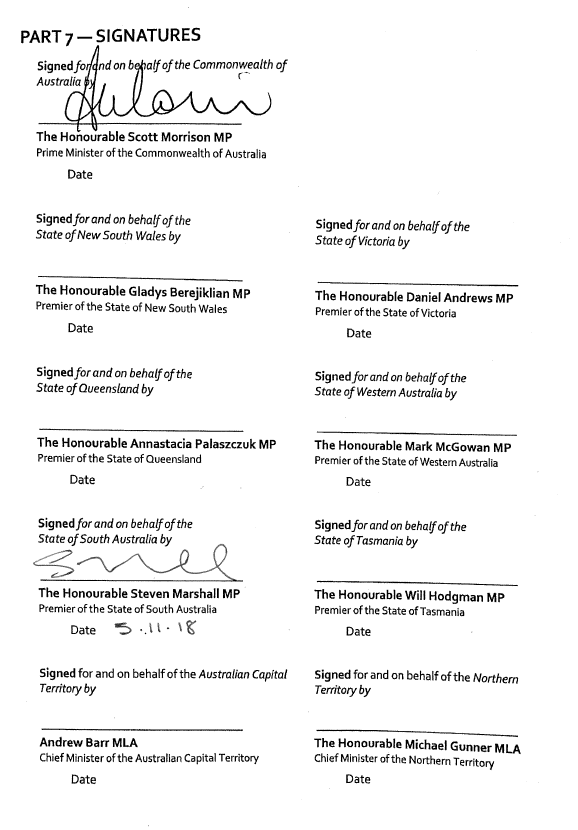 PART 7 — SIGNATURES
Signed for and on behalf of the Commonwealth of
Australia by
The Honourable Scott Morrison MP
Prime Minister of the Commonwealth of Australia
Date
Signed for and on behalf of the
State of New South Wales by
The Honourable Gladys Berejiklian MP
Premier of the State of New South Wales
Date
Signed for and on behalf of the
State of Victoria by
The Honourable Daniel Andrews MP
Premier of the State of Victoria
Date
Signed for and on behalf of the
State of Queensland by
The Honourable Annastacia Palaszczuk MP
Premier of the State of Queensland
Date
Signed for and on behalf of the
State of Western Australia by
The Honourable Mark McGowan MP
Premier of the State of Western Australia
Date
Signed for and on behalf of the
State of South Australia by
The Honourable Steven Marshall MP
Premier of the State of South Australia
Date 5.11.18
Signed for and on behalf of the
State of Tasmania by
The Honourable Will Hodgman MP
Premier of the State of Tasmania
Date
Signed for and on behalf of the Australian Capital
Territory by
Andrew Barr MLA
Chief Minister of the Australian Capital Territory
Date
Signed for and on behalf of the Northern
Territory by
The Honourable Michael Gunner MLA
Chief Minister of the Northern Territory
Date